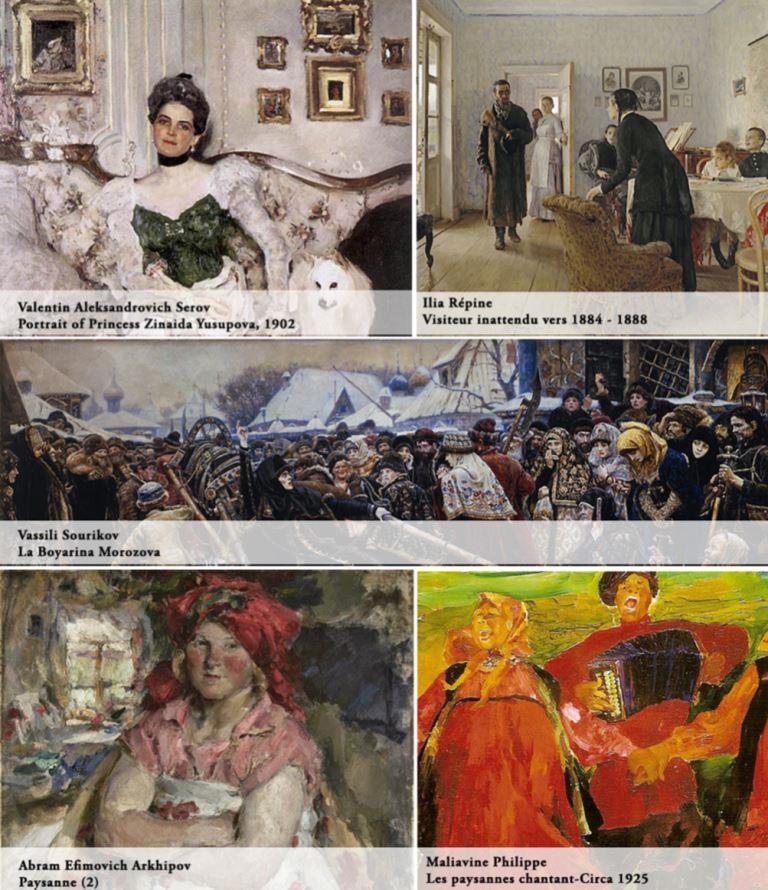 Valentin Aleksandrovich Serov
Portrait of Princess Zinaida Yusupova, 1902
Ilia Répine
Visiteur inattendu vers 1884 - 1888
Vassili Sourikov
La Boyarina Morozova
Abram Efimovich Arkhipov
Paysanne (2)
Maliavine Philippe
Les paysannes chantant-Circa 1925